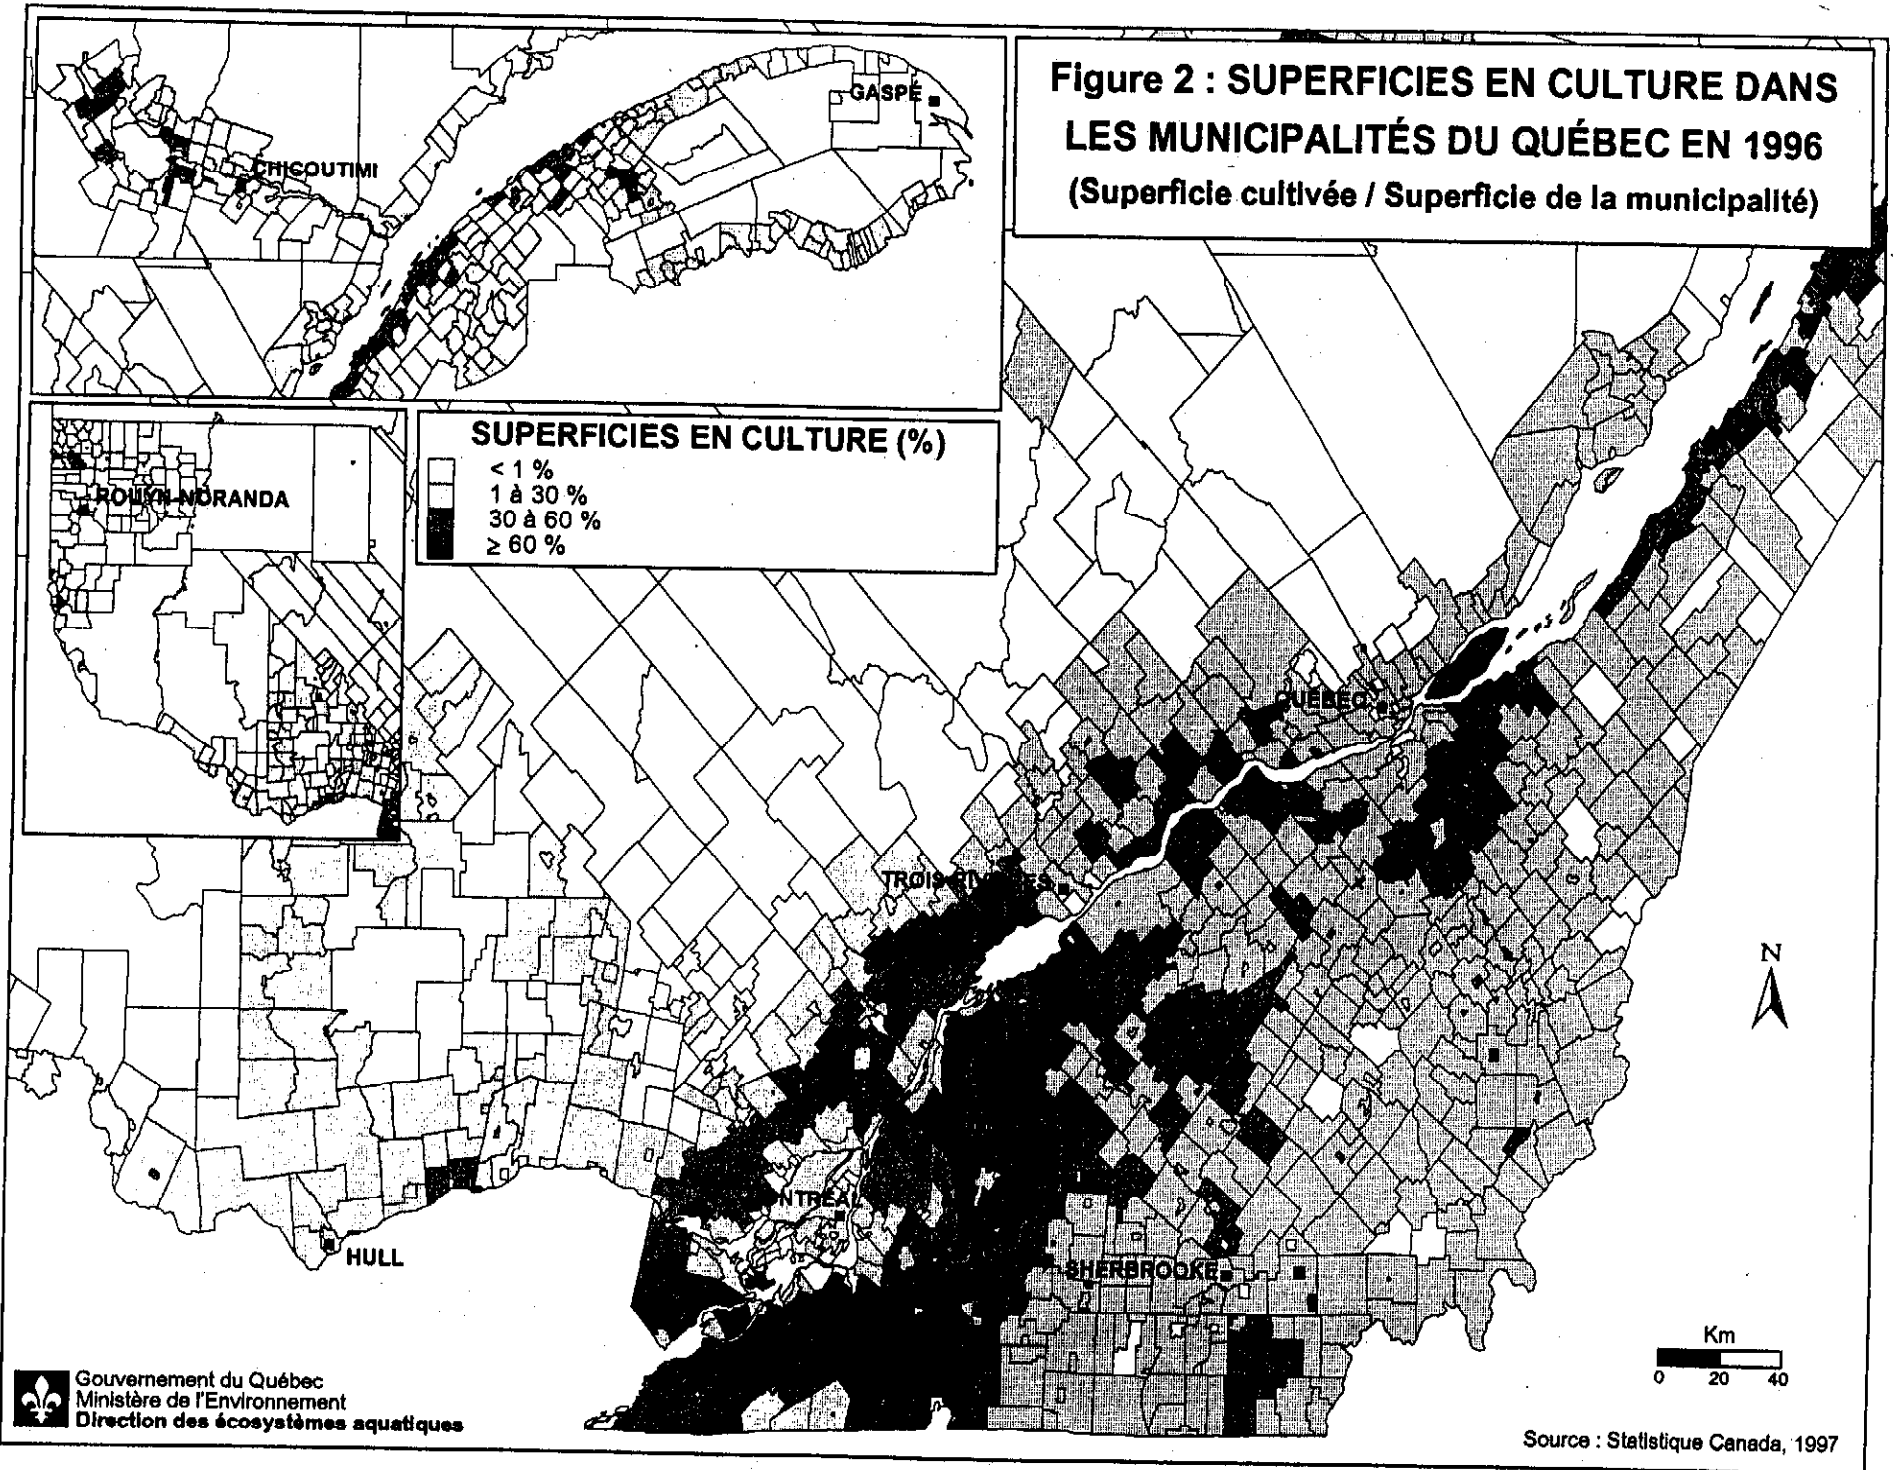 Figure 2 : SUPERFICIES EN CULTURE DANS
LES MUNICIPALITÉS DU QUÉBEC EN 1996
(Superficie cultivée / Superficie de la municipalité)
GASPÉ
CHICOUTIMI
SUPERFICIES EN CULTURE (%)
< 1 %
1 à 30 %
30 à 60 %
≥ 60 %
ROUYN-NORANDA
QUÉBEC
TROIS-RIVIÈRES
N
MONTRÉAL
HULL
SHERBROOKE
Km
0 20 40
Gouvernement du Québec
Ministère de l'Environnement
Direction des écosystèmes aquatiques
Source : Statistique Canada, 1997